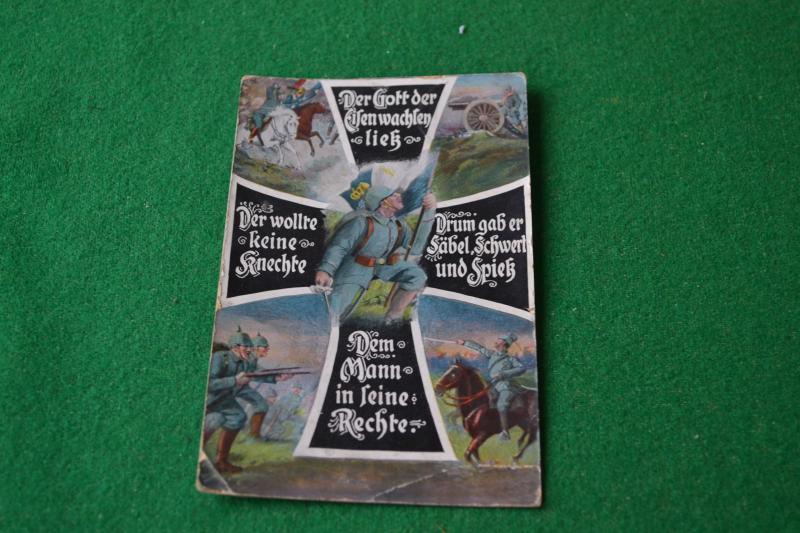 Der Gott der
Eisen wachsen
ließ
Der wollte
keine
Knechte
Drum gab er
Säbel, Schwert
und Spieß
Dem
Mann
in seine
Rechte.